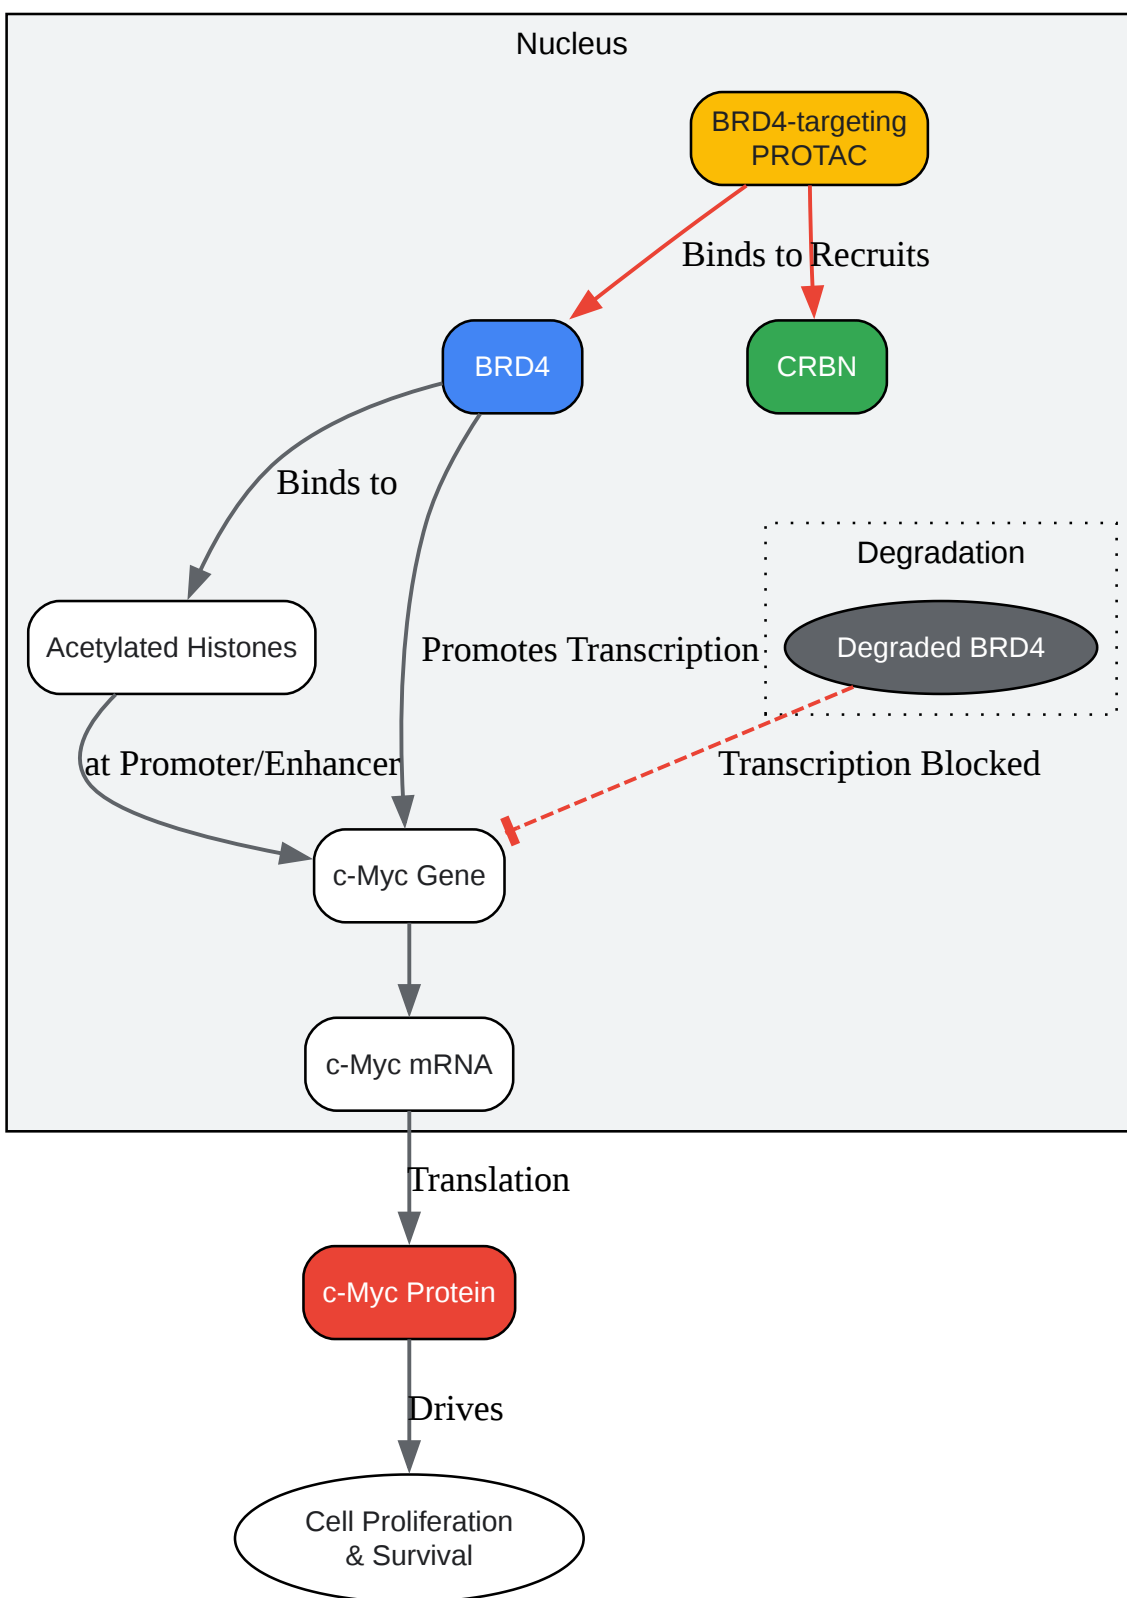 Nucleus
BRD4-targeting
PROTAC
Binds to
Recruits
BRD4
CRBN
Binds to
Degradation
Acetylated Histones
Promotes Transcription
Degraded BRD4
at Promoter/Enhancer
Transcription Blocked
c-Myc Gene
c-Myc mRNA
Translation
c-Myc Protein
Drives
Cell Proliferation
& Survival